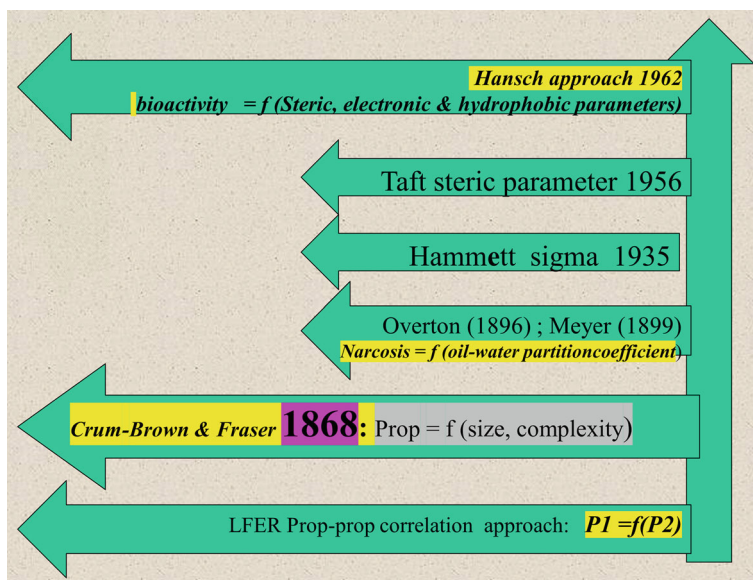 Hansch approach 1962
bioactivity = f (Steric, electronic & hydrophobic parameters)
Taft steric parameter 1956
Hammett sigma 1935
Overton (1896) ; Meyer (1899)
Narcosis = f (oil-water partitioncoefficient)
Crum-Brown & Fraser 1868: Prop = f (size, complexity)
LFER Prop-prop correlation approach: P1 =f(P2)